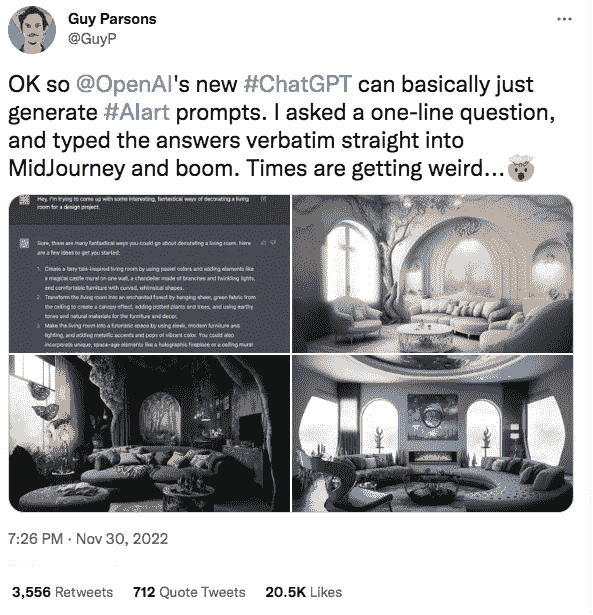 Guy Parsons
@GuyP
OK so @OpenAI's new #ChatGPT can basically just
generate #AIart prompts. I asked a one-line question,
and typed the answers verbatim straight into
MidJourney and boom. Times are getting weird...🤯
Hey, I'm trying to come up with some interesting, fantastical ways of decorating a living
room for a design project.
Sure, there are many fantastical ways you could go about decorating a living room. Here
are a few ideas to get you started:
1. Create a fairy tale-inspired living room by using pastel colors and adding elements like
a magical castle mural on one wall, a chandelier made of branches and twinkling lights,
and comfortable furniture with curved, whimsical shapes.
2. Transform the living room into an enchanted forest by hanging sheer, green fabric from
the ceiling to create a canopy effect, adding potted plants and trees, and using earthy
tones and natural materials for the furniture and decor.
3. Make the living room into a futuristic space by using sleek, modern furniture and
lighting, and adding metallic accents and pops of vibrant color. You could also
incorporate unique, space-age elements like a holographic fireplace or a ceiling mural
7:26 PM · Nov 30, 2022
3,556 Retweets 712 Quote Tweets 20.5K Likes